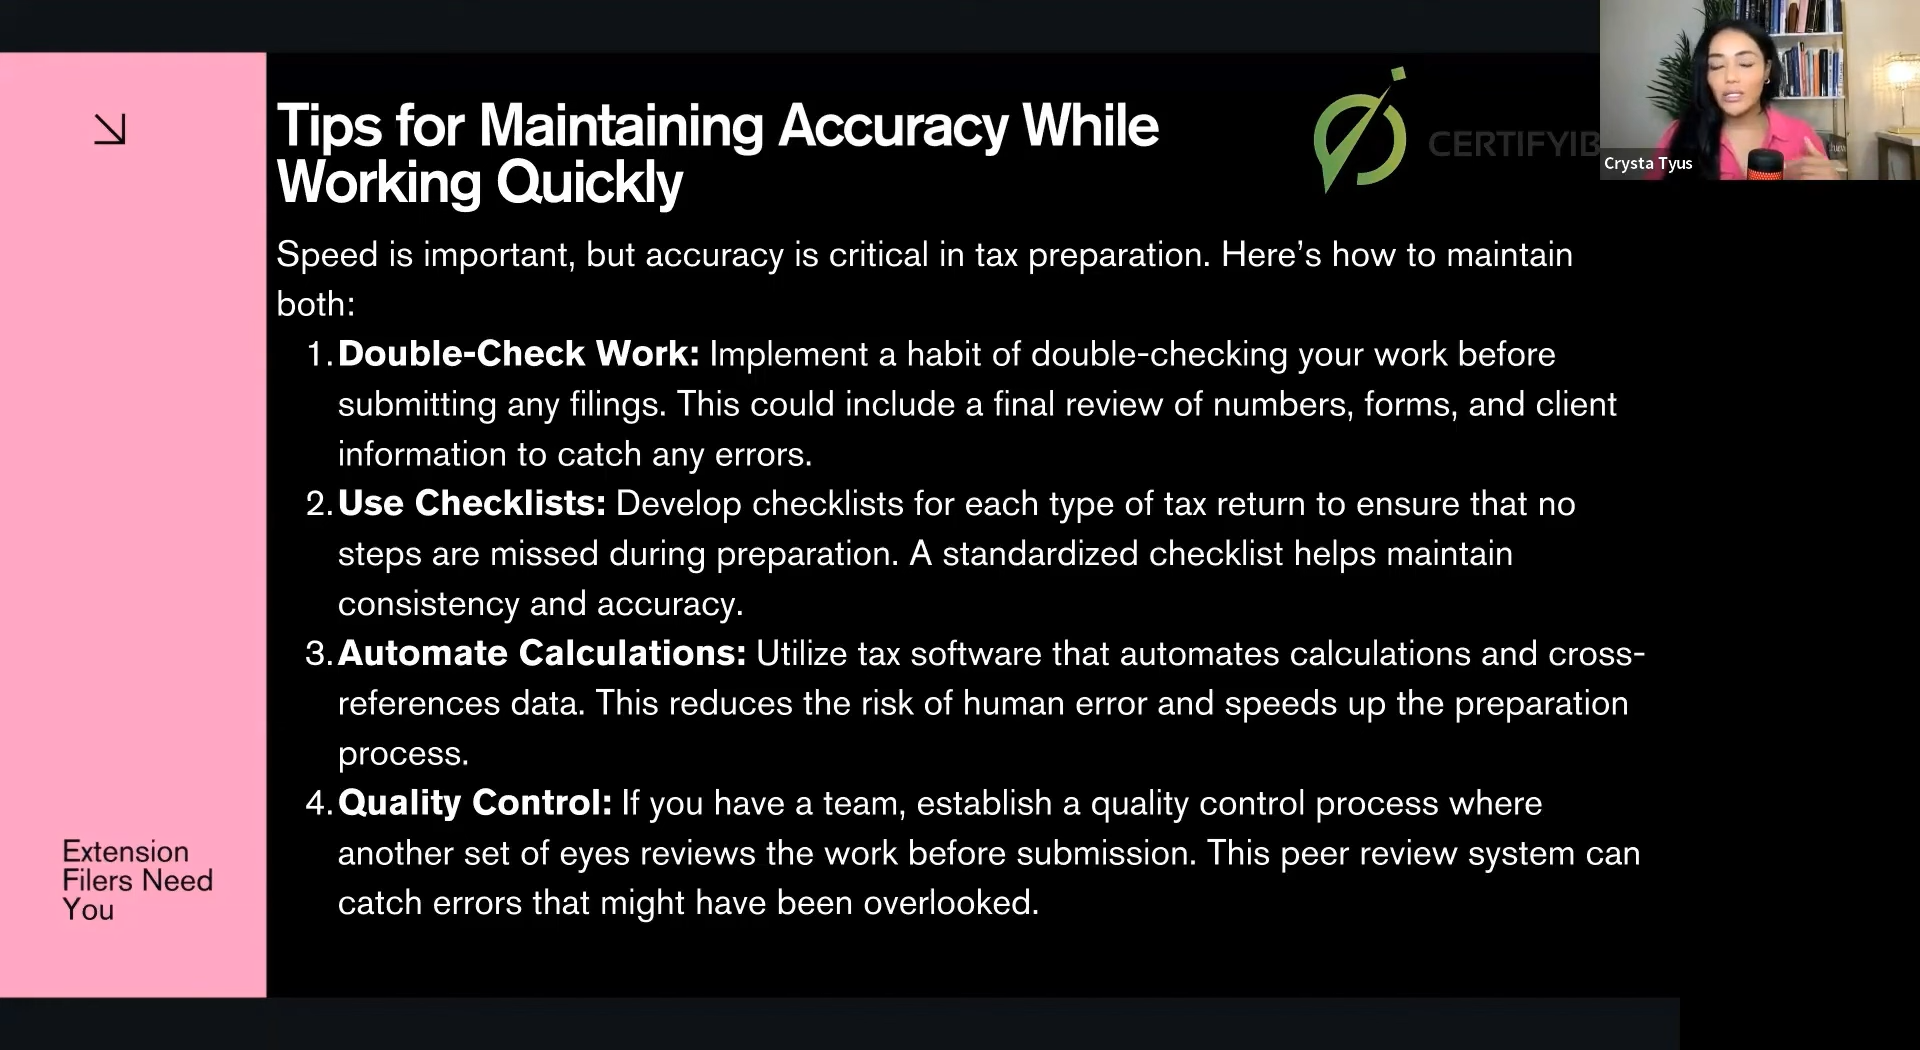 Tips for Maintaining Accuracy While
Working Quickly
CERTIFYIB
Crysta Tyus
Speed is important, but accuracy is critical in tax preparation. Here’s how to maintain
both:
1. Double-Check Work: Implement a habit of double-checking your work before
submitting any filings. This could include a final review of numbers, forms, and client
information to catch any errors.
2. Use Checklists: Develop checklists for each type of tax return to ensure that no
steps are missed during preparation. A standardized checklist helps maintain
consistency and accuracy.
3. Automate Calculations: Utilize tax software that automates calculations and cross-
references data. This reduces the risk of human error and speeds up the preparation
process.
4. Quality Control: If you have a team, establish a quality control process where
another set of eyes reviews the work before submission. This peer review system can
catch errors that might have been overlooked.
Extension
Filers Need
You